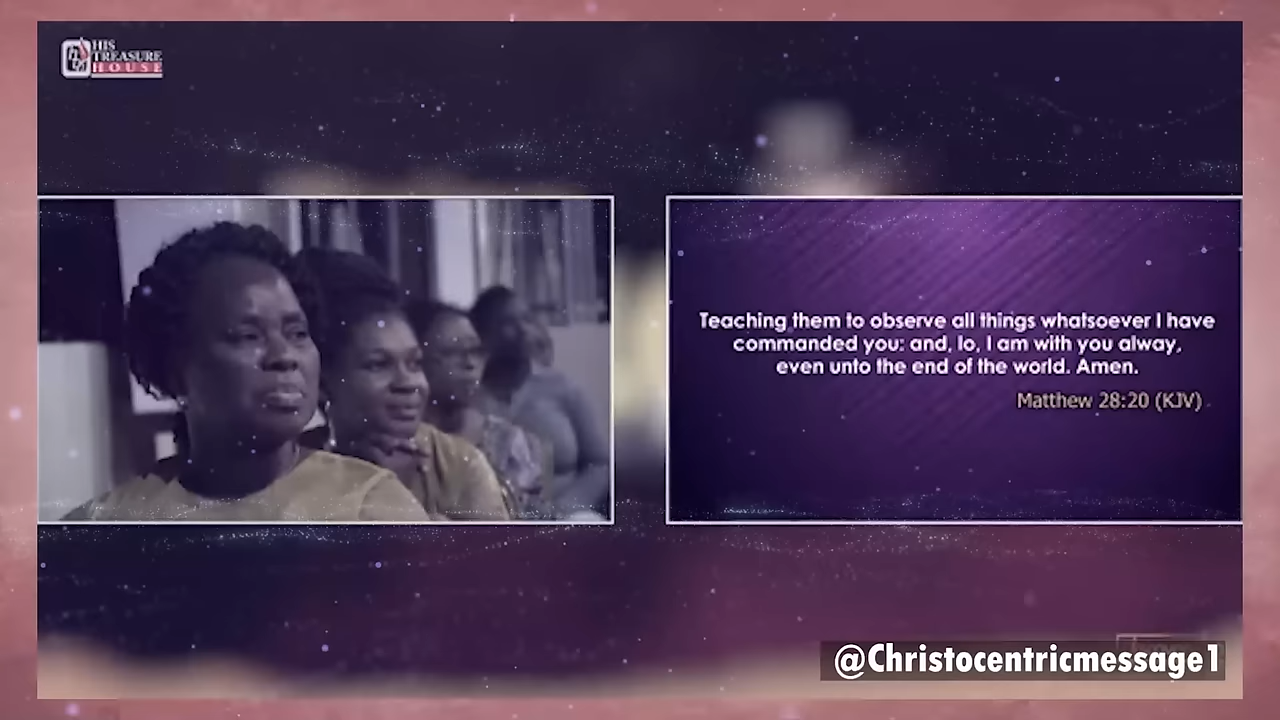 HIS
TREASURE
HOUSE
Teaching them to observe all things whatsoever I have
commanded you: and, lo, I am with you alway,
even unto the end of the world. Amen.
Matthew 28:20 (KJV)
@Christocentricmessage1